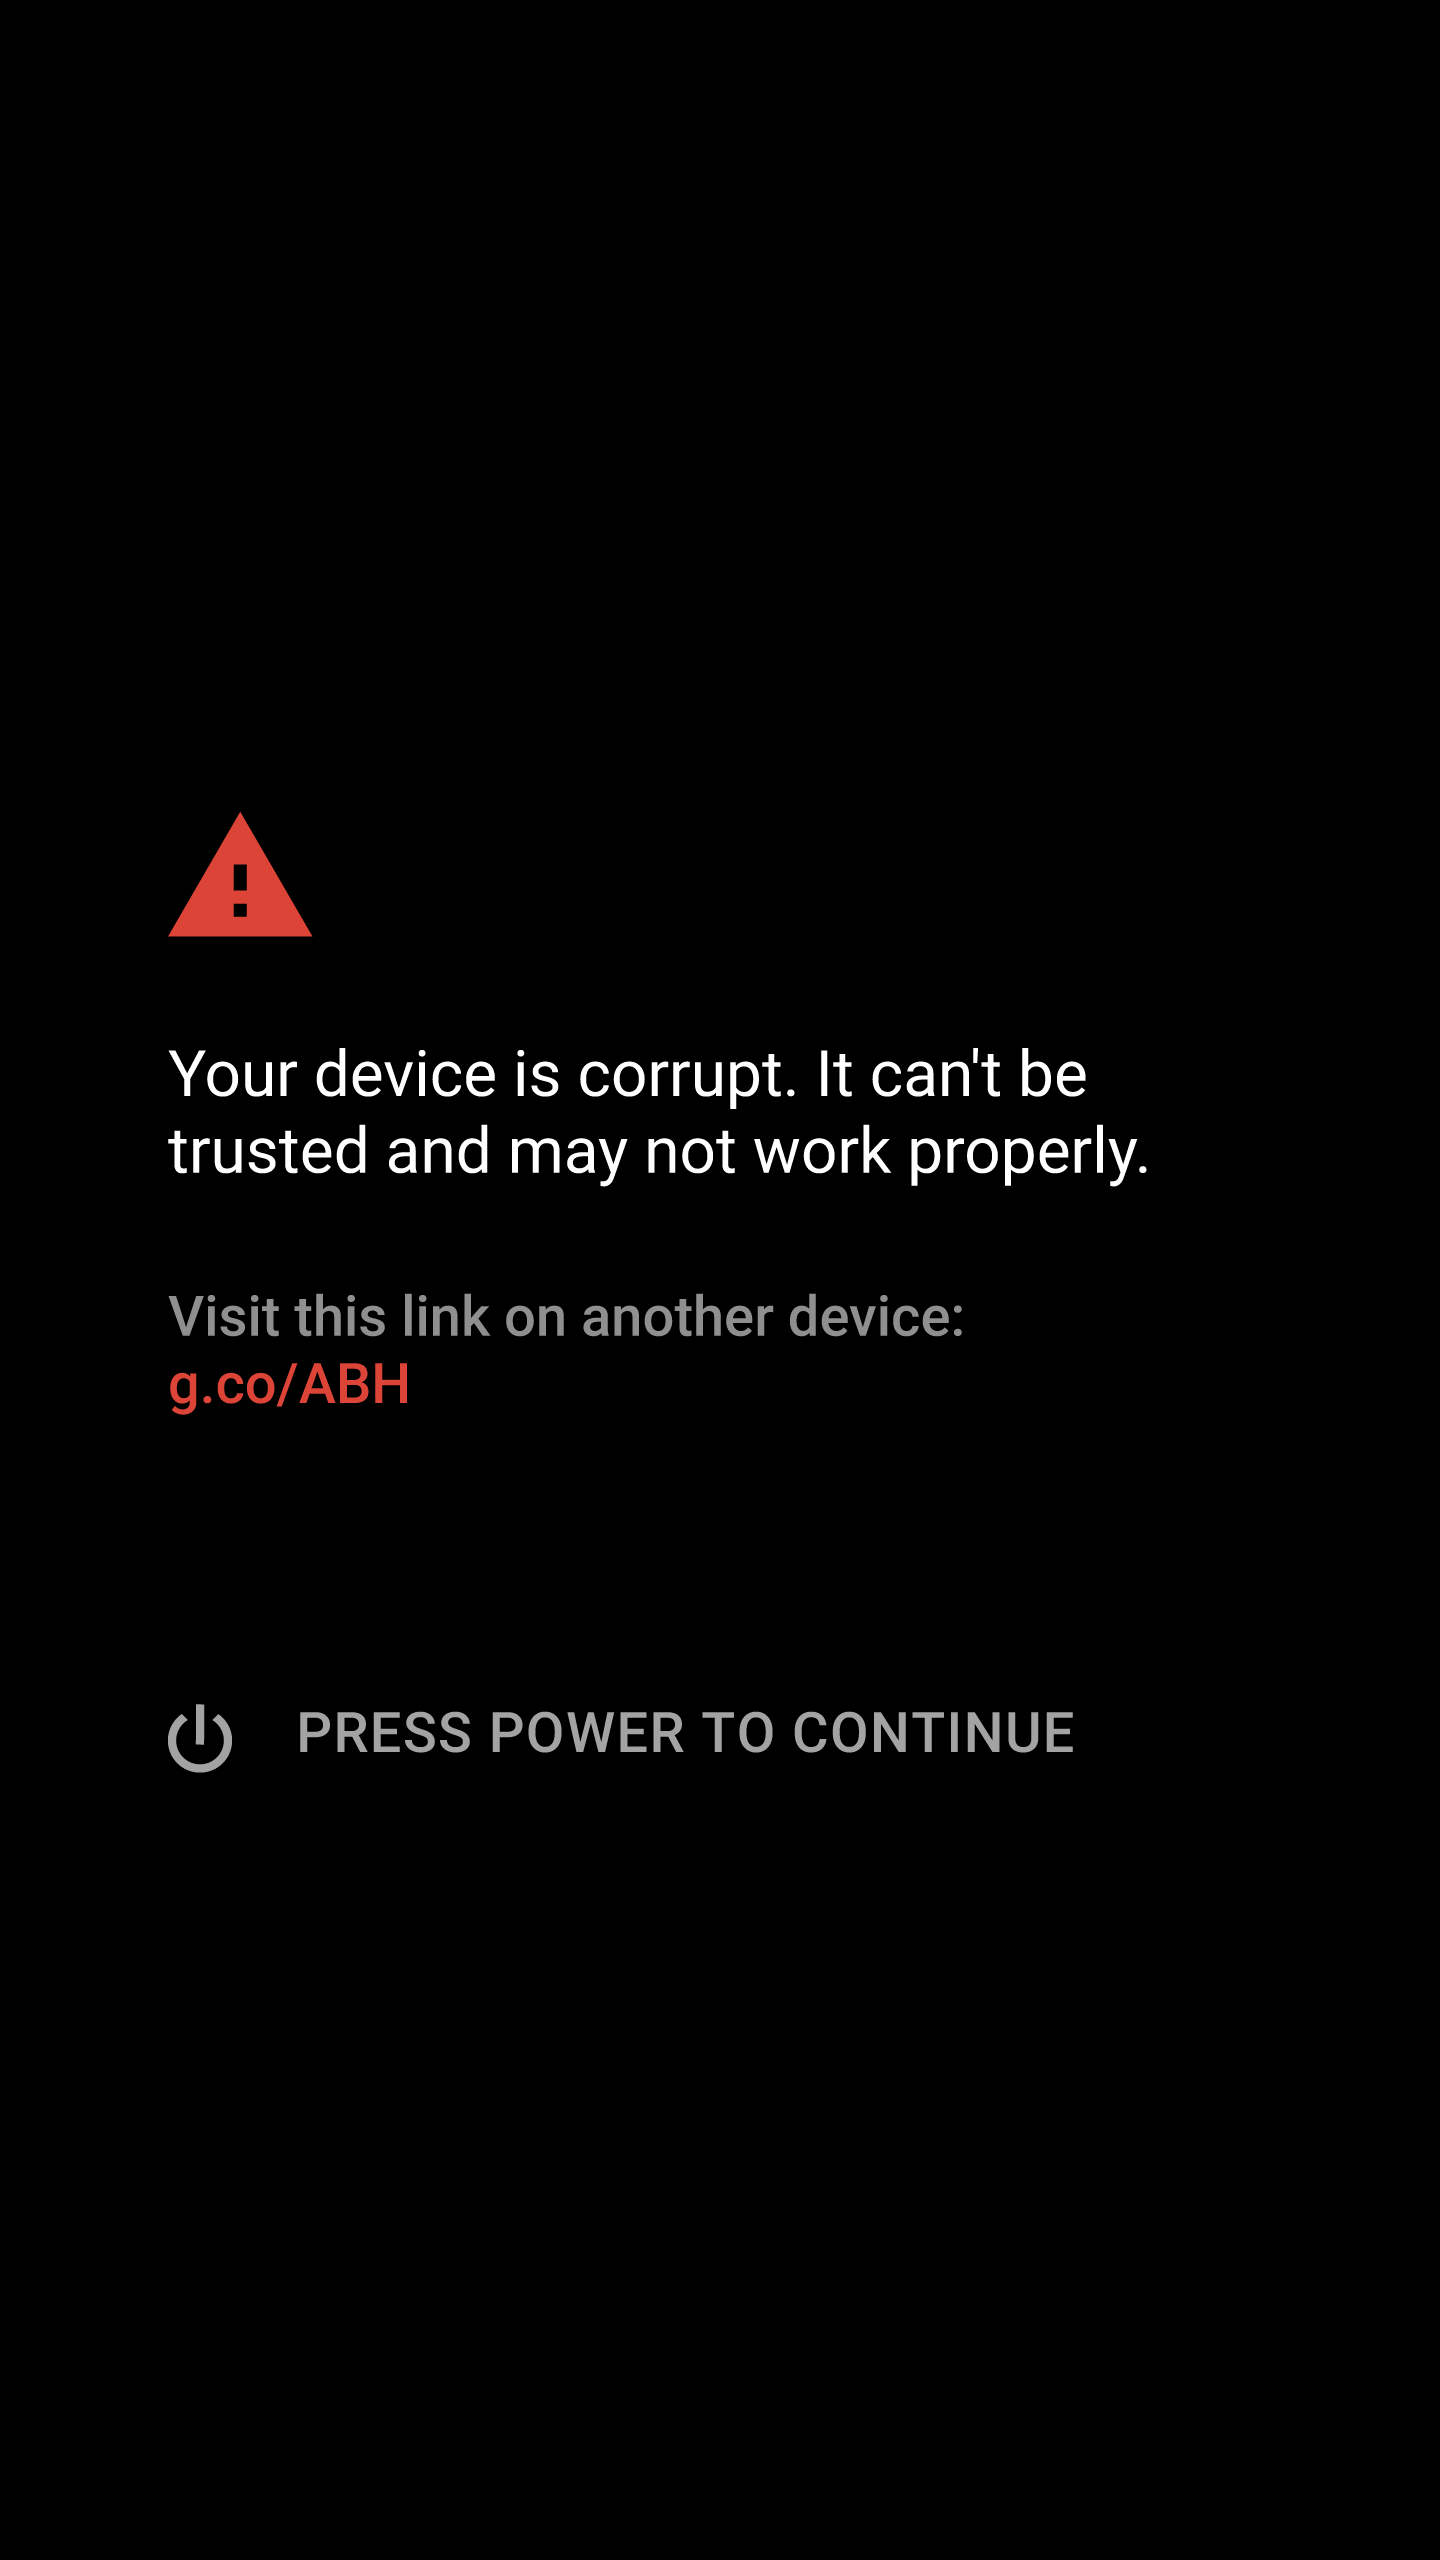 Your device is corrupt. It can't be
trusted and may not work properly.
Visit this link on another device:
g.co/ABH
PRESS POWER TO CONTINUE